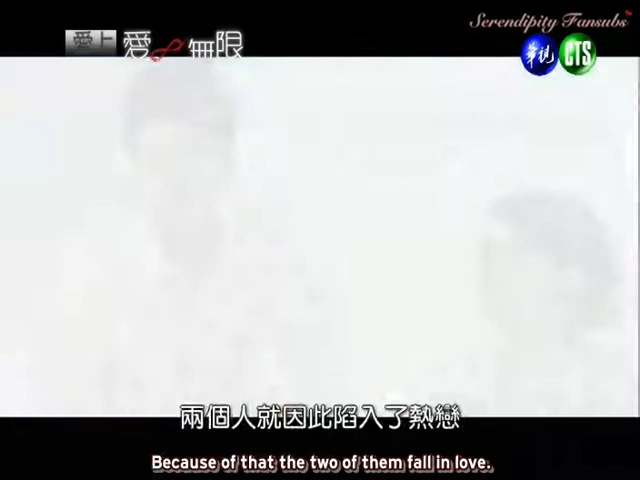 Serendipity Fansubs
愛上 愛∞無限
華視 CTS
兩個人就因此陷入了熱戀
Because of that the two of them fall in love.